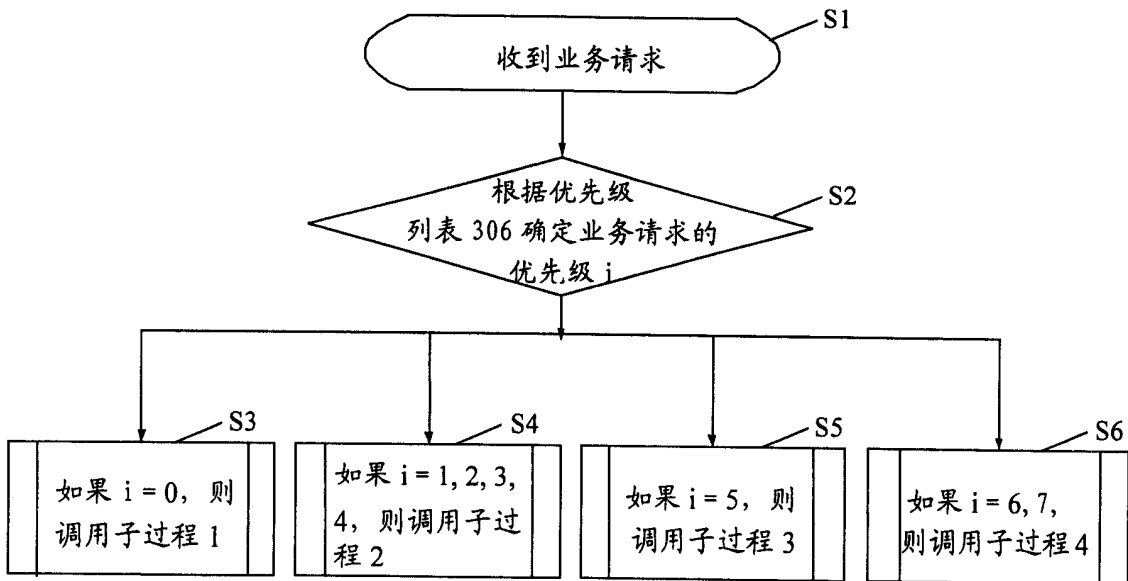 S1
收到业务请求
S2
根据优先级
列表 306 确定业务请求的
优先级 i
S3
如果 i = 0, 则
调用子过程 1
S4
如果 i = 1, 2, 3,
4, 则调用子过
程 2
S5
如果 i = 5, 则
调用子过程 3
S6
如果 i = 6, 7,
则调用子过程 4